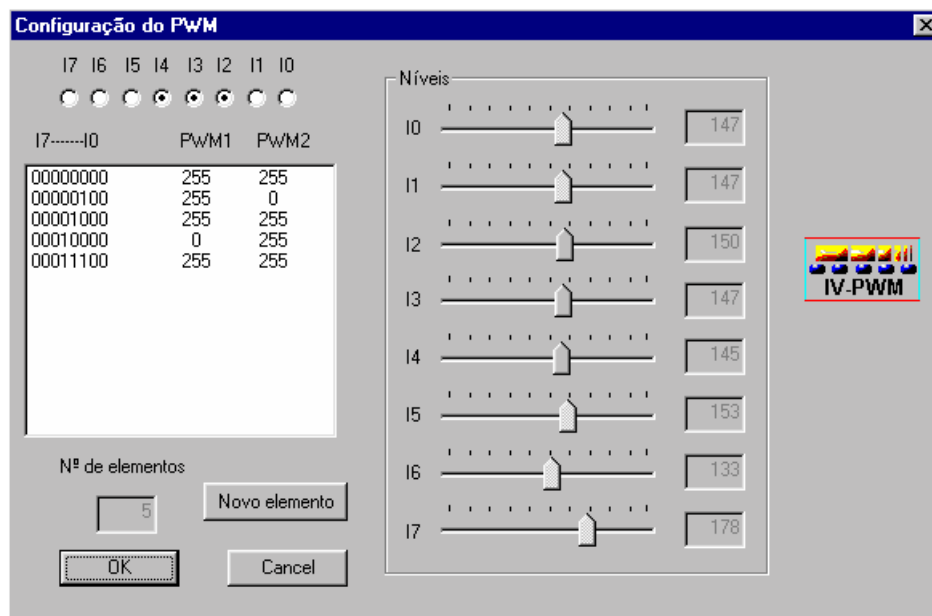 Configuração do PWM
I7 I6 I5 I4 I3 I2 I1 I0
I7-------I0 PWM1 PWM2
00000000 255 255
00000100 255 0
00001000 255 255
00010000 0 255
00011100 255 255
Nº de elementos
5
Novo elemento
OK
Cancel
Níveis
I0 147
I1 147
I2 150
I3 147
I4 145
I5 153
I6 133
I7 178
IV-PWM